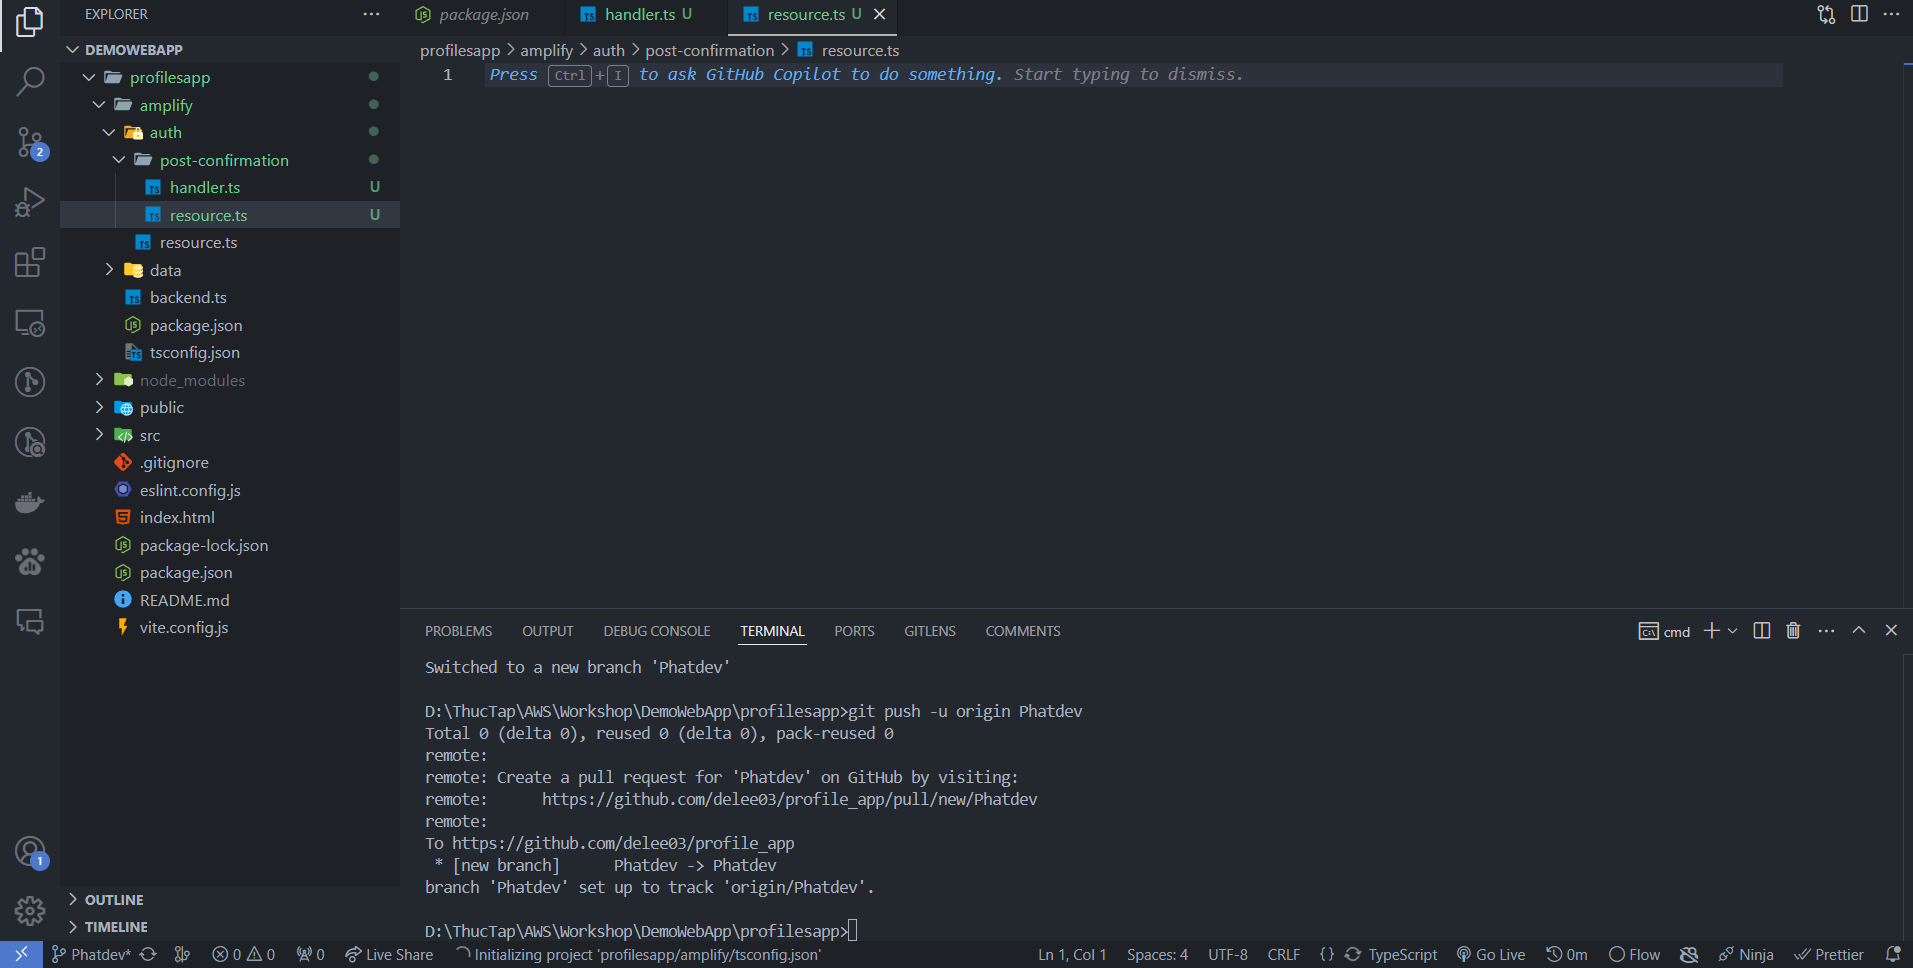 EXPLORER
package.json
handler.ts U
resource.ts U
DEMOWEBAPP
profilesapp
amplify
auth
post-confirmation
handler.ts U
resource.ts U
resource.ts
data
backend.ts
package.json
tsconfig.json
node_modules
public
src
.gitignore
eslint.config.js
index.html
package-lock.json
package.json
README.md
vite.config.js
OUTLINE
TIMELINE
2
1
profilesapp > amplify > auth > post-confirmation > TS resource.ts
1 Press Ctrl + I to ask GitHub Copilot to do something. Start typing to dismiss.
PROBLEMS OUTPUT DEBUG CONSOLE TERMINAL PORTS GITLENS COMMENTS
cmd
Switched to a new branch 'Phatdev'
D:\ThucTap\AWS\Workshop\DemoWebApp\profilesapp>git push -u origin Phatdev
Total 0 (delta 0), reused 0 (delta 0), pack-reused 0
remote:
remote: Create a pull request for 'Phatdev' on GitHub by visiting:
remote:      https://github.com/delee03/profile_app/pull/new/Phatdev
remote:
To https://github.com/delee03/profile_app
 * [new branch]      Phatdev -> Phatdev
branch 'Phatdev' set up to track 'origin/Phatdev'.
D:\ThucTap\AWS\Workshop\DemoWebApp\profilesapp>
Phatdev* 0 0 0 Live Share Initializing project 'profilesapp/amplify/tsconfig.json' Ln 1, Col 1 Spaces: 4 UTF-8 CRLF {} TypeScript Go Live 0m Flow Ninja Prettier